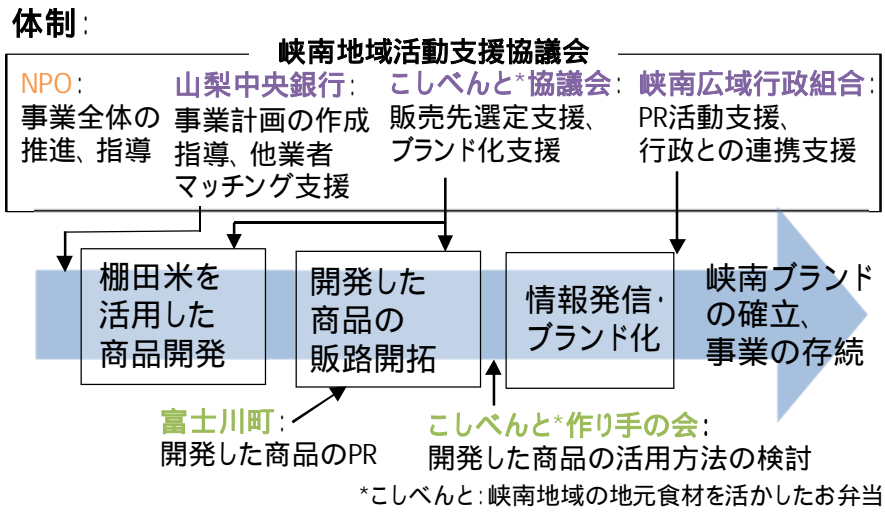 体制:
峡南地域活動支援協議会
NPO:
事業全体の
推進、指導
山梨中央銀行:
事業計画の作成
指導、他業者
マッチング支援
こしべんと*協議会:
販売先選定支援、
ブランド化支援
峡南広域行政組合:
PR活動支援、
行政との連携支援
棚田米を
活用した
商品開発
開発した
商品の
販路開拓
情報発信・
ブランド化
峡南ブランド
の確立、
事業の存続
富士川町:
開発した商品のPR
こしべんと*作り手の会:
開発した商品の活用方法の検討
*こしべんと:峡南地域の地元食材を活かしたお弁当